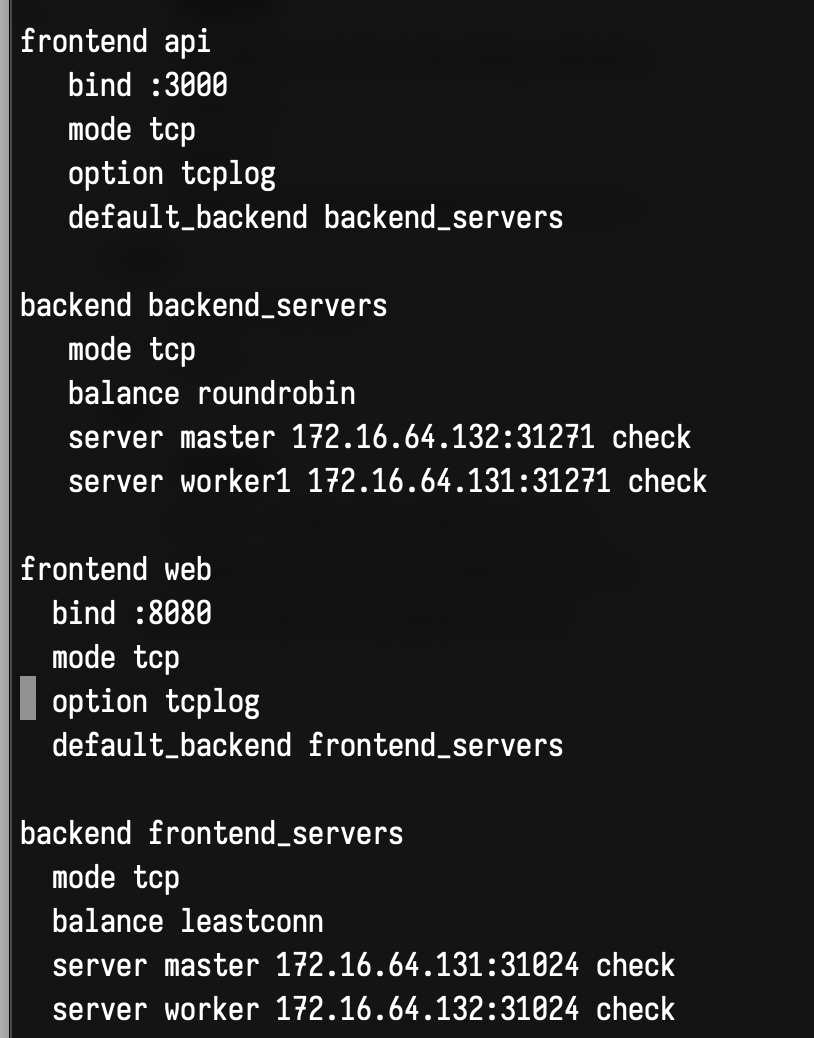 frontend api
   bind :3000
   mode tcp
   option tcplog
   default_backend backend_servers

backend backend_servers
   mode tcp
   balance roundrobin
   server master 172.16.64.132:31271 check
   server worker1 172.16.64.131:31271 check

frontend web
  bind :8080
  mode tcp
  option tcplog
  default_backend frontend_servers

backend frontend_servers
  mode tcp
  balance leastconn
  server master 172.16.64.131:31024 check
  server worker 172.16.64.132:31024 check